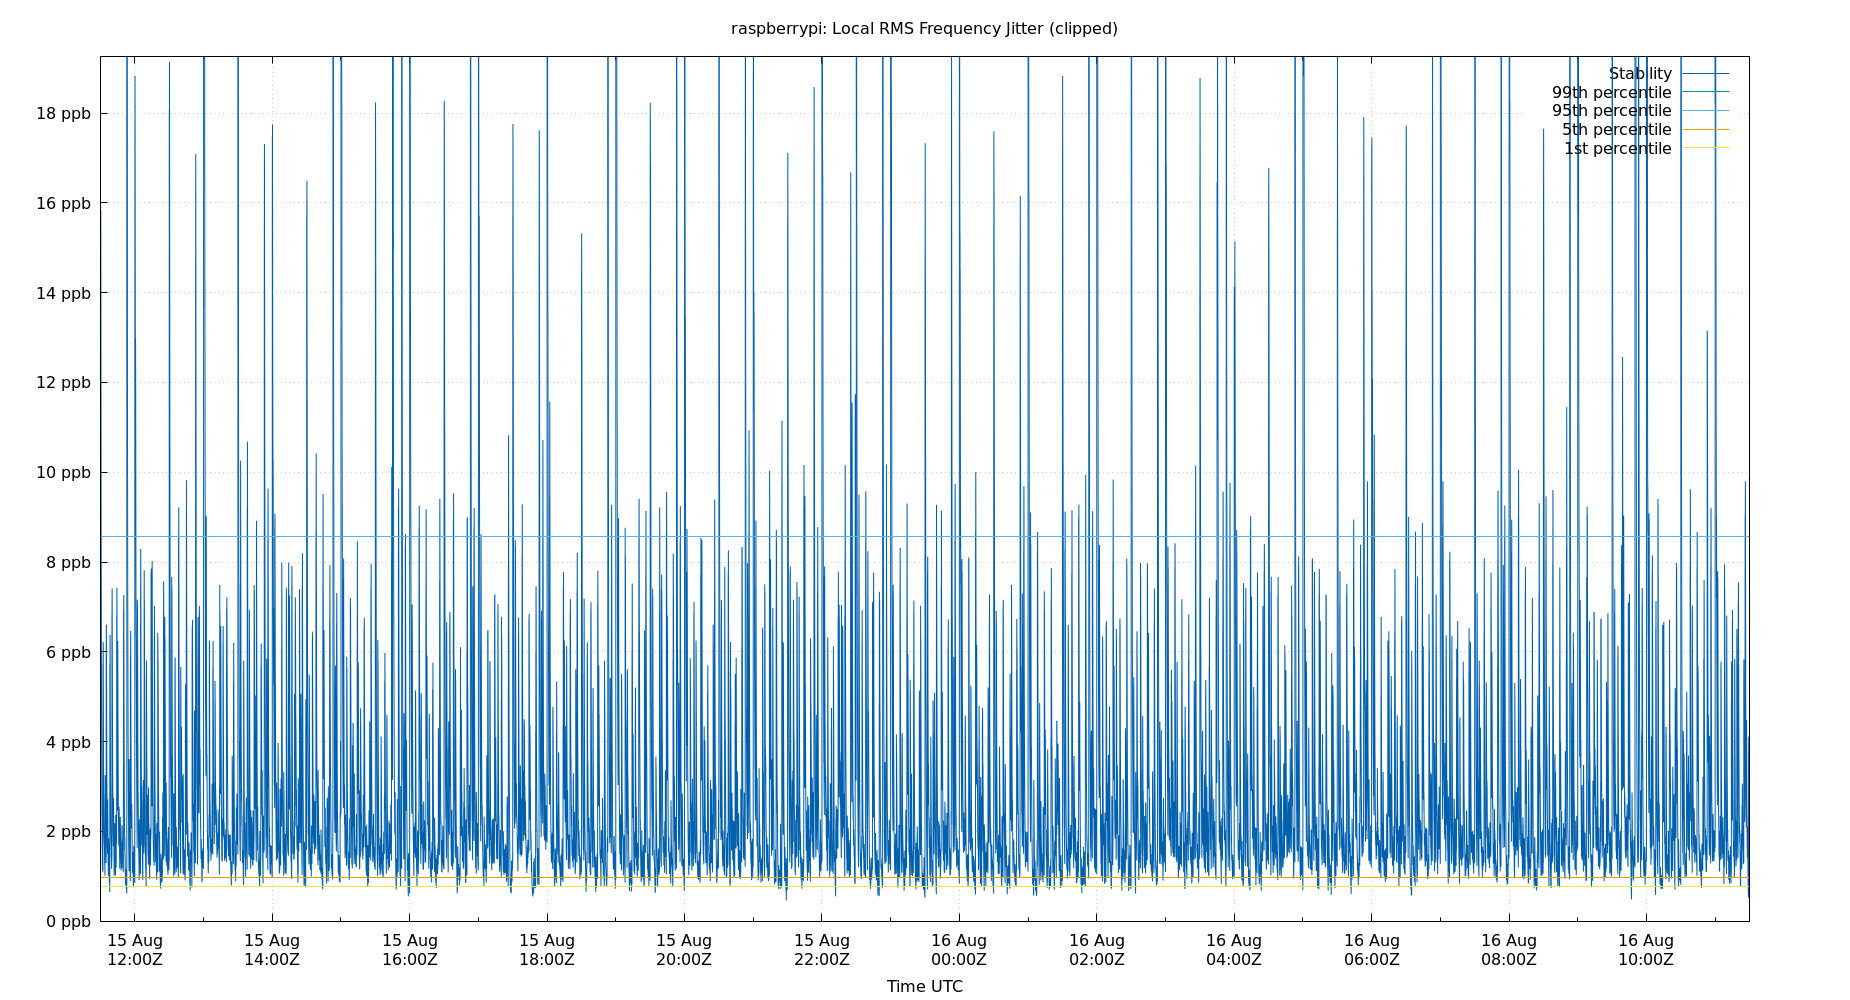 raspberrypi: Local RMS Frequency Jitter (clipped)
Stability
99th percentile
95th percentile
5th percentile
1st percentile
18 ppb
16 ppb
14 ppb
12 ppb
10 ppb
8 ppb
6 ppb
4 ppb
2 ppb
0 ppb
15 Aug 15 Aug 15 Aug 15 Aug 15 Aug 15 Aug 16 Aug 16 Aug 16 Aug 16 Aug 16 Aug 16 Aug
12:00Z 14:00Z 16:00Z 18:00Z 20:00Z 22:00Z 00:00Z 02:00Z 04:00Z 06:00Z 08:00Z 10:00Z
Time UTC